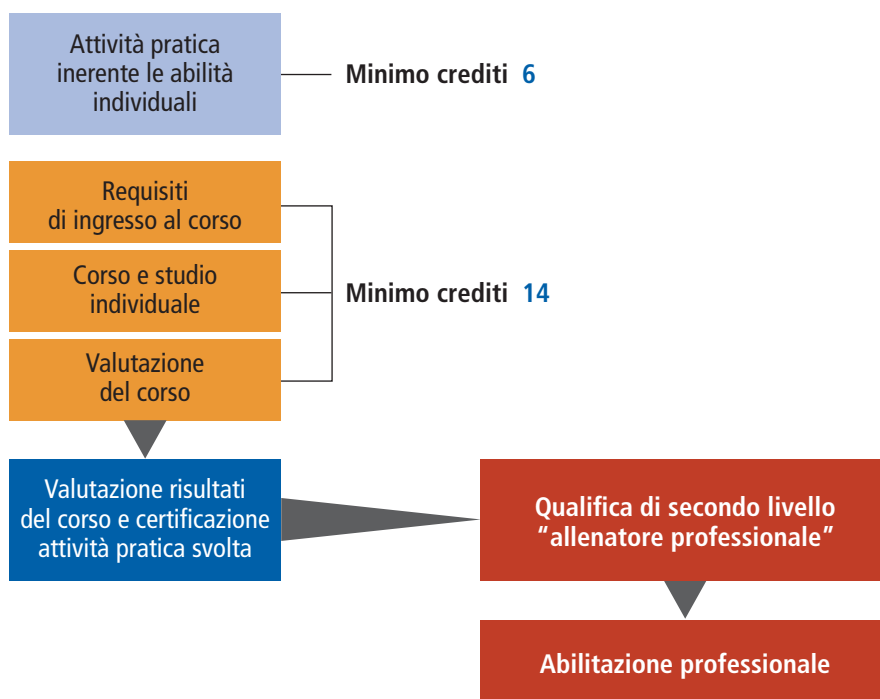 Attività pratica
inerente le abilità
individuali
Minimo crediti 6
Requisiti
di ingresso al corso
Corso e studio
individuale
Minimo crediti 14
Valutazione
del corso
Valutazione risultati
del corso e certificazione
attività pratica svolta
Qualifica di secondo livello
“allenatore professionale”
Abilitazione professionale